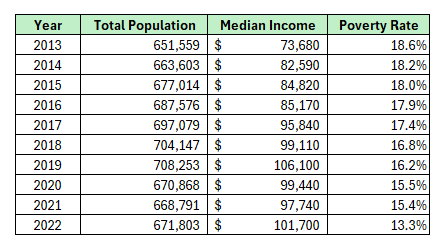 Year Total Population Median Income Poverty Rate
2013 651,559 $ 73,680 18.6%
2014 663,603 $ 82,590 18.2%
2015 677,014 $ 84,820 18.0%
2016 687,576 $ 85,170 17.9%
2017 697,079 $ 95,840 17.4%
2018 704,147 $ 99,110 16.8%
2019 708,253 $ 106,100 16.2%
2020 670,868 $ 99,440 15.5%
2021 668,791 $ 97,740 15.4%
2022 671,803 $ 101,700 13.3%